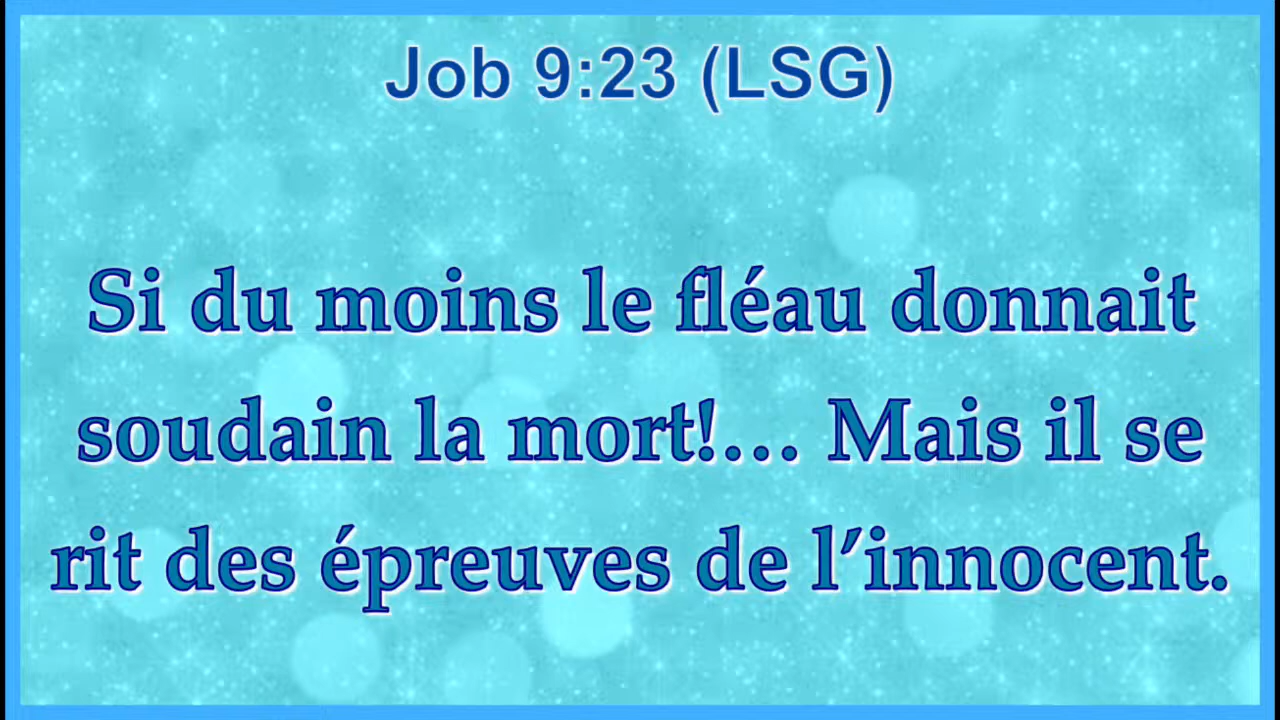 Job 9:23 (LSG)
Si du moins le fléau donnait
soudain la mort!… Mais il se
rit des épreuves de l’innocent.